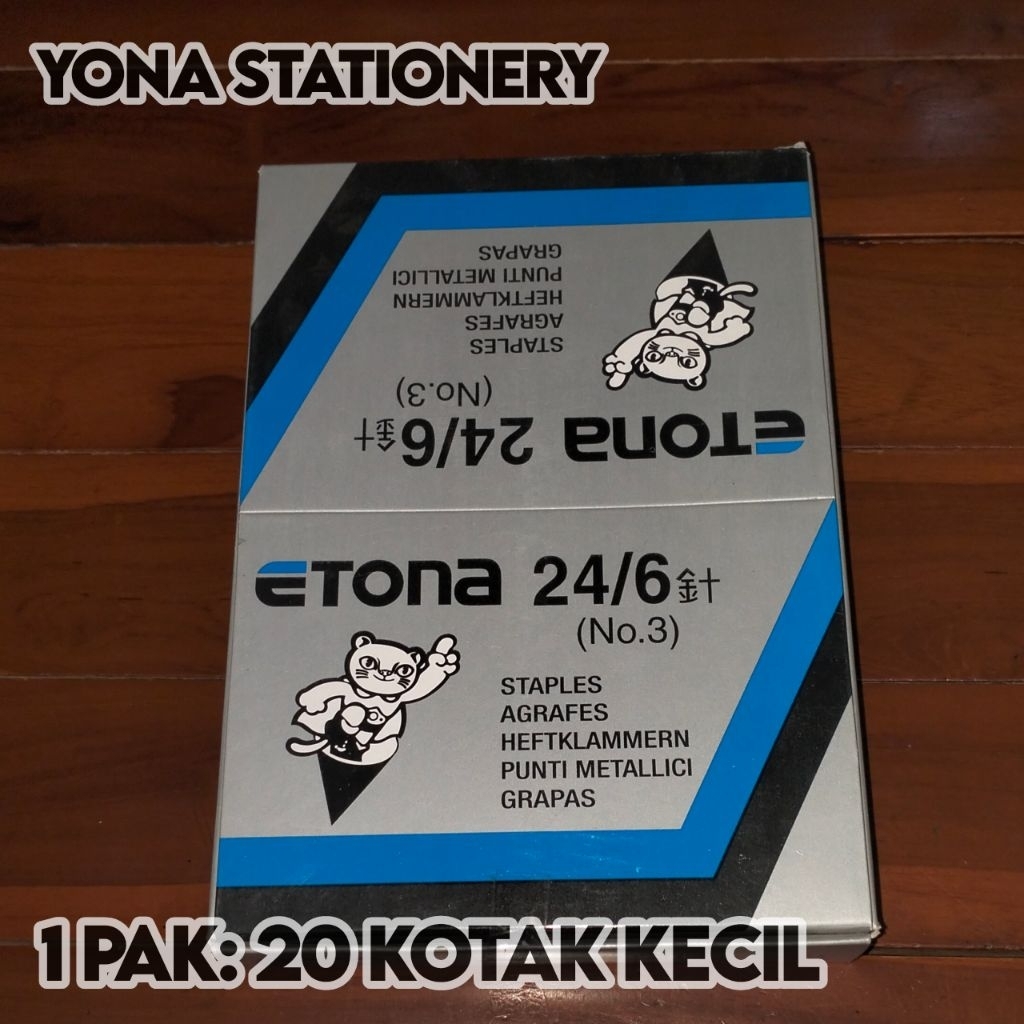 YONA STATIONERY
GRAPAS
PUNTI METALLICI
HEFTKLAMMERN
AGRAFES
STAPLES
(No.3)
ETONA 24/6針
ETONA 24/6針
(No.3)
STAPLES
AGRAFES
HEFTKLAMMERN
PUNTI METALLICI
GRAPAS
1 PAK: 20 KOTAK KECIL